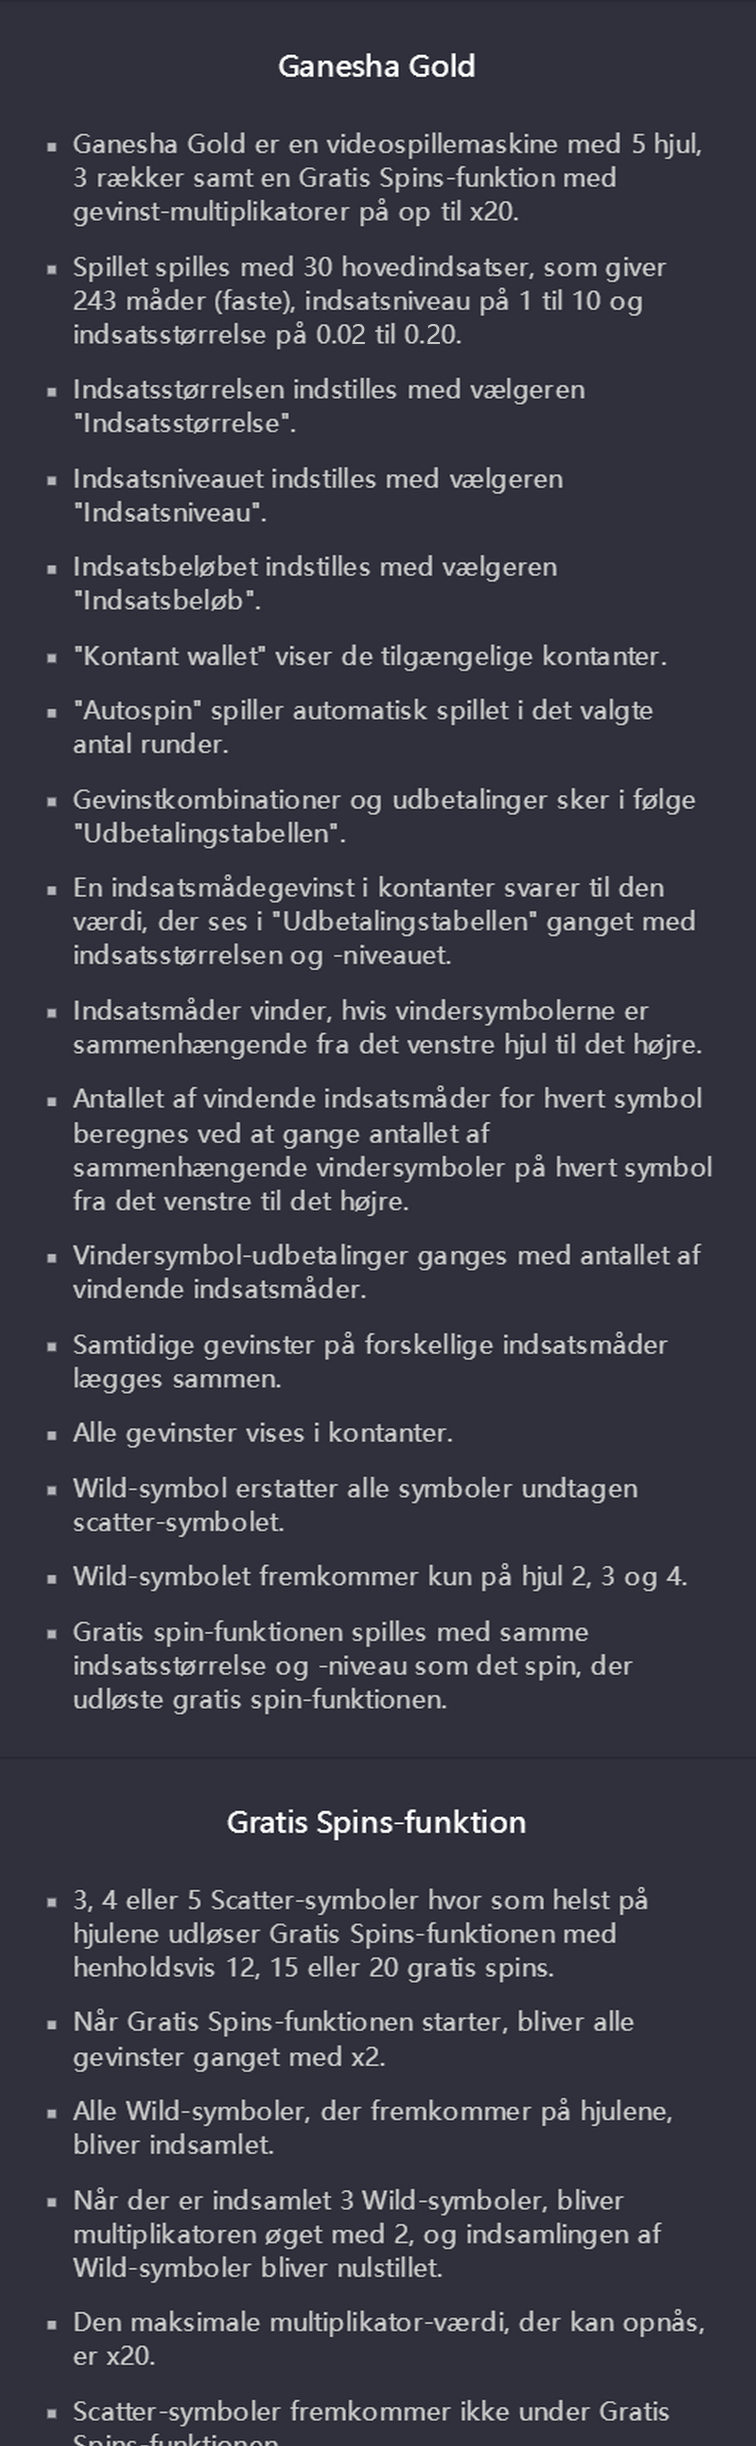 Ganesha Gold
▪ Ganesha Gold er en videospillemaskine med 5 hjul,
3 rækker samt en Gratis Spins-funktion med
gevinst-multiplikatorer på op til x20.
▪ Spillet spilles med 30 hovedindsatser, som giver
243 måder (faste), indsatsniveau på 1 til 10 og
indsatsstørrelse på 0.02 til 0.20.
▪ Indsatsstørrelsen indstilles med vælgeren
"Indsatsstørrelse".
▪ Indsatsniveauet indstilles med vælgeren
"Indsatsniveau".
▪ Indsatsbeløbet indstilles med vælgeren
"Indsatsbeløb".
▪ "Kontant wallet" viser de tilgængelige kontanter.
▪ "Autospin" spiller automatisk spillet i det valgte
antal runder.
▪ Gevinstkombinationer og udbetalinger sker i følge
"Udbetalingstabellen".
▪ En indsatsmådegevinst i kontanter svarer til den
værdi, der ses i "Udbetalingstabellen" ganget med
indsatsstørrelsen og -niveauet.
▪ Indsatsmåder vinder, hvis vindersymbolerne er
sammenhængende fra det venstre hjul til det højre.
▪ Antallet af vindende indsatsmåder for hvert symbol
beregnes ved at gange antallet af
sammenhængende vindersymboler på hvert symbol
fra det venstre til det højre.
▪ Vindersymbol-udbetalinger ganges med antallet af
vindende indsatsmåder.
▪ Samtidige gevinster på forskellige indsatsmåder
lægges sammen.
▪ Alle gevinster vises i kontanter.
▪ Wild-symbol erstatter alle symboler undtagen
scatter-symbolet.
▪ Wild-symbolet fremkommer kun på hjul 2, 3 og 4.
▪ Gratis spin-funktionen spilles med samme
indsatsstørrelse og -niveau som det spin, der
udløste gratis spin-funktionen.
Gratis Spins-funktion
▪ 3, 4 eller 5 Scatter-symboler hvor som helst på
hjulene udløser Gratis Spins-funktionen med
henholdsvis 12, 15 eller 20 gratis spins.
▪ Når Gratis Spins-funktionen starter, bliver alle
gevinster ganget med x2.
▪ Alle Wild-symboler, der fremkommer på hjulene,
bliver indsamlet.
▪ Når der er indsamlet 3 Wild-symboler, bliver
multiplikatoren øget med 2, og indsamlingen af
Wild-symboler bliver nulstillet.
▪ Den maksimale multiplikator-værdi, der kan opnås,
er x20.
▪ Scatter-symboler fremkommer ikke under Gratis
Spins-funktionen